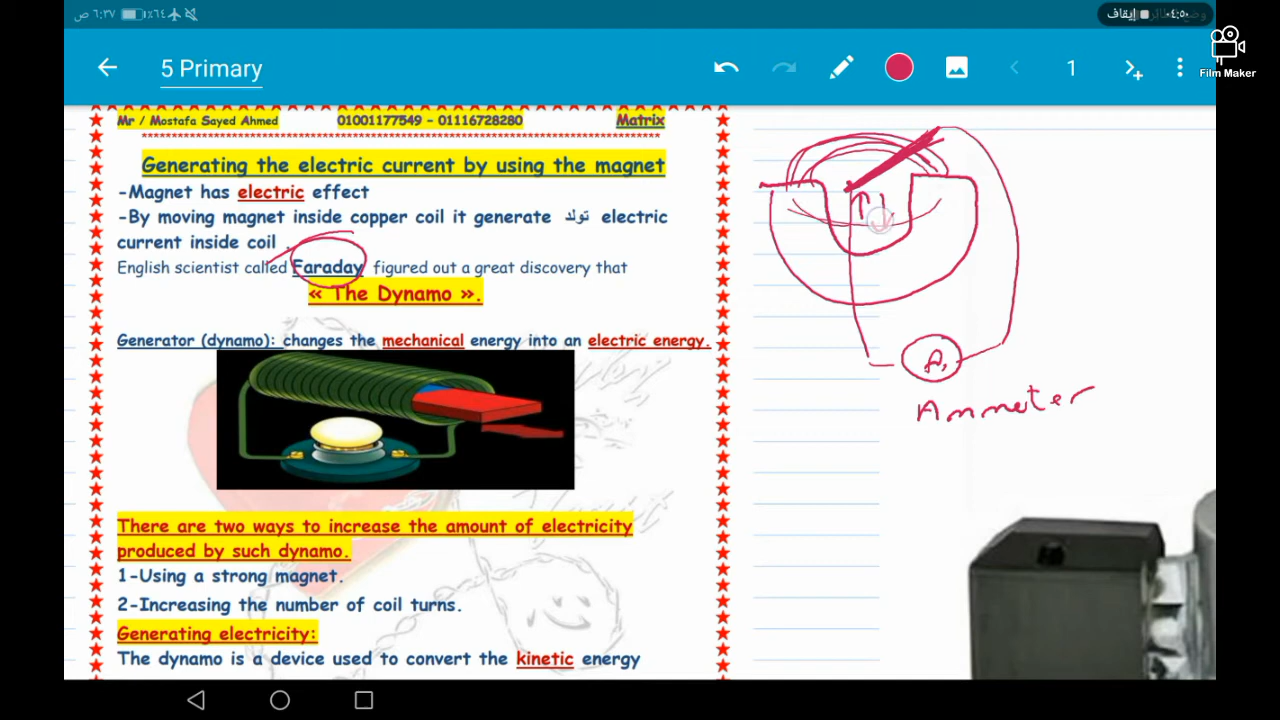 ٦:٣٧ ص
٪٦٤
٠٤:٥٠ إيقاف
Film Maker
5 Primary
1
Mr / Mostafa Sayed Ahmed 01001177549 - 01116728280 Matrix
Generating the electric current by using the magnet
-Magnet has electric effect
-By moving magnet inside copper coil it generate تولد electric
current inside coil .
English scientist called Faraday figured out a great discovery that
« The Dynamo ».
Generator (dynamo): changes the mechanical energy into an electric energy.
There are two ways to increase the amount of electricity
produced by such dynamo.
1-Using a strong magnet.
2-Increasing the number of coil turns.
Generating electricity:
The dynamo is a device used to convert the kinetic energy
A
Ammeter